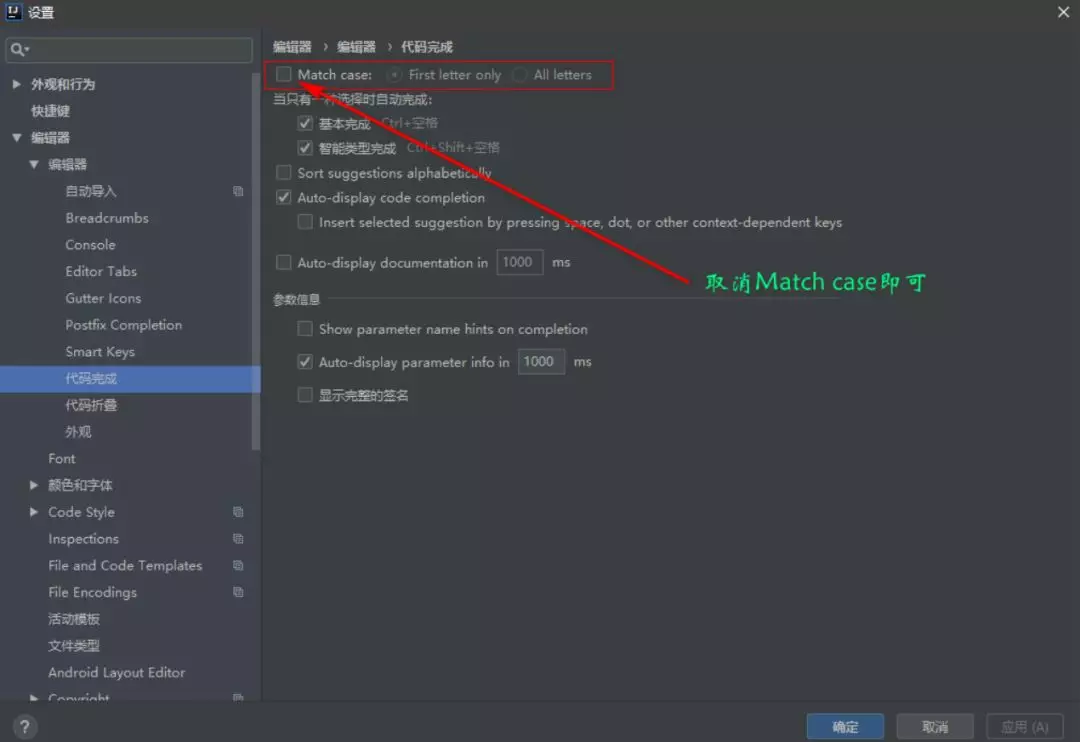 设置
编辑器 › 编辑器 › 代码完成
Match case: First letter only All letters
当只有一种选择时自动完成:
基本完成 Ctrl+空格
智能类型完成 Ctrl+Shift+空格
Sort suggestions alphabetically
Auto-display code completion
Insert selected suggestion by pressing space, dot, or other context-dependent keys
Auto-display documentation in 1000 ms
取消Match case即可
参数信息
Show parameter name hints on completion
Auto-display parameter info in 1000 ms
显示完整的签名
外观和行为
快捷键
编辑器
编辑器
自动导入
Breadcrumbs
Console
Editor Tabs
Gutter Icons
Postfix Completion
Smart Keys
代码完成
代码折叠
外观
Font
颜色和字体
Code Style
Inspections
File and Code Templates
File Encodings
活动模板
文件类型
Android Layout Editor
Copyright
?
确定 取消 应用 (A)